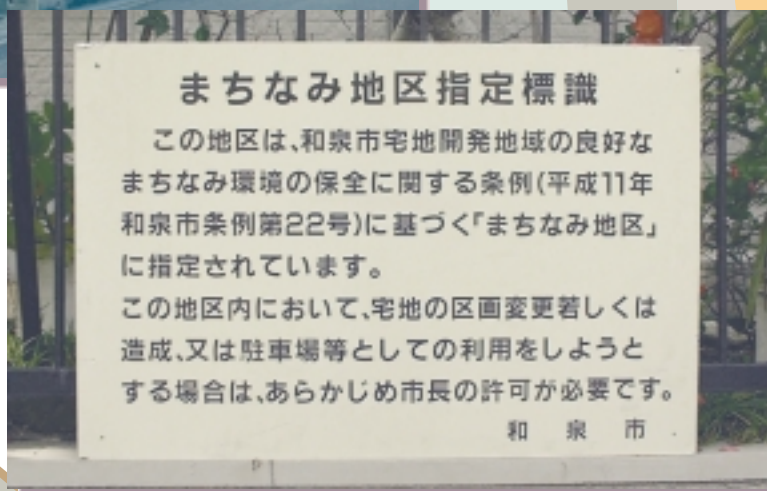 まちなみ地区指定標識
この地区は、和泉市宅地開発地域の良好な
まちなみ環境の保全に関する条例(平成11年
和泉市条例第22号)に基づく「まちなみ地区」
に指定されています。
この地区内において、宅地の区画変更若しくは
造成、又は駐車場等としての利用をしようと
する場合は、あらかじめ市長の許可が必要です。
和泉市